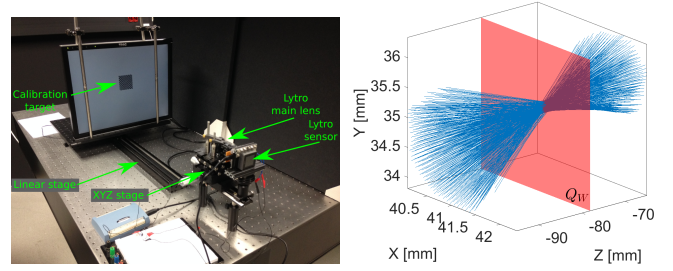 Calibration
target
Lytro
main lens
Lytro
sensor
Linear stage
XYZ stage
36
35.5
35
34.5
34
Y [mm]
40.5
41
41.5
42
X [mm]
-90
-80
-70
Z [mm]
Q_W